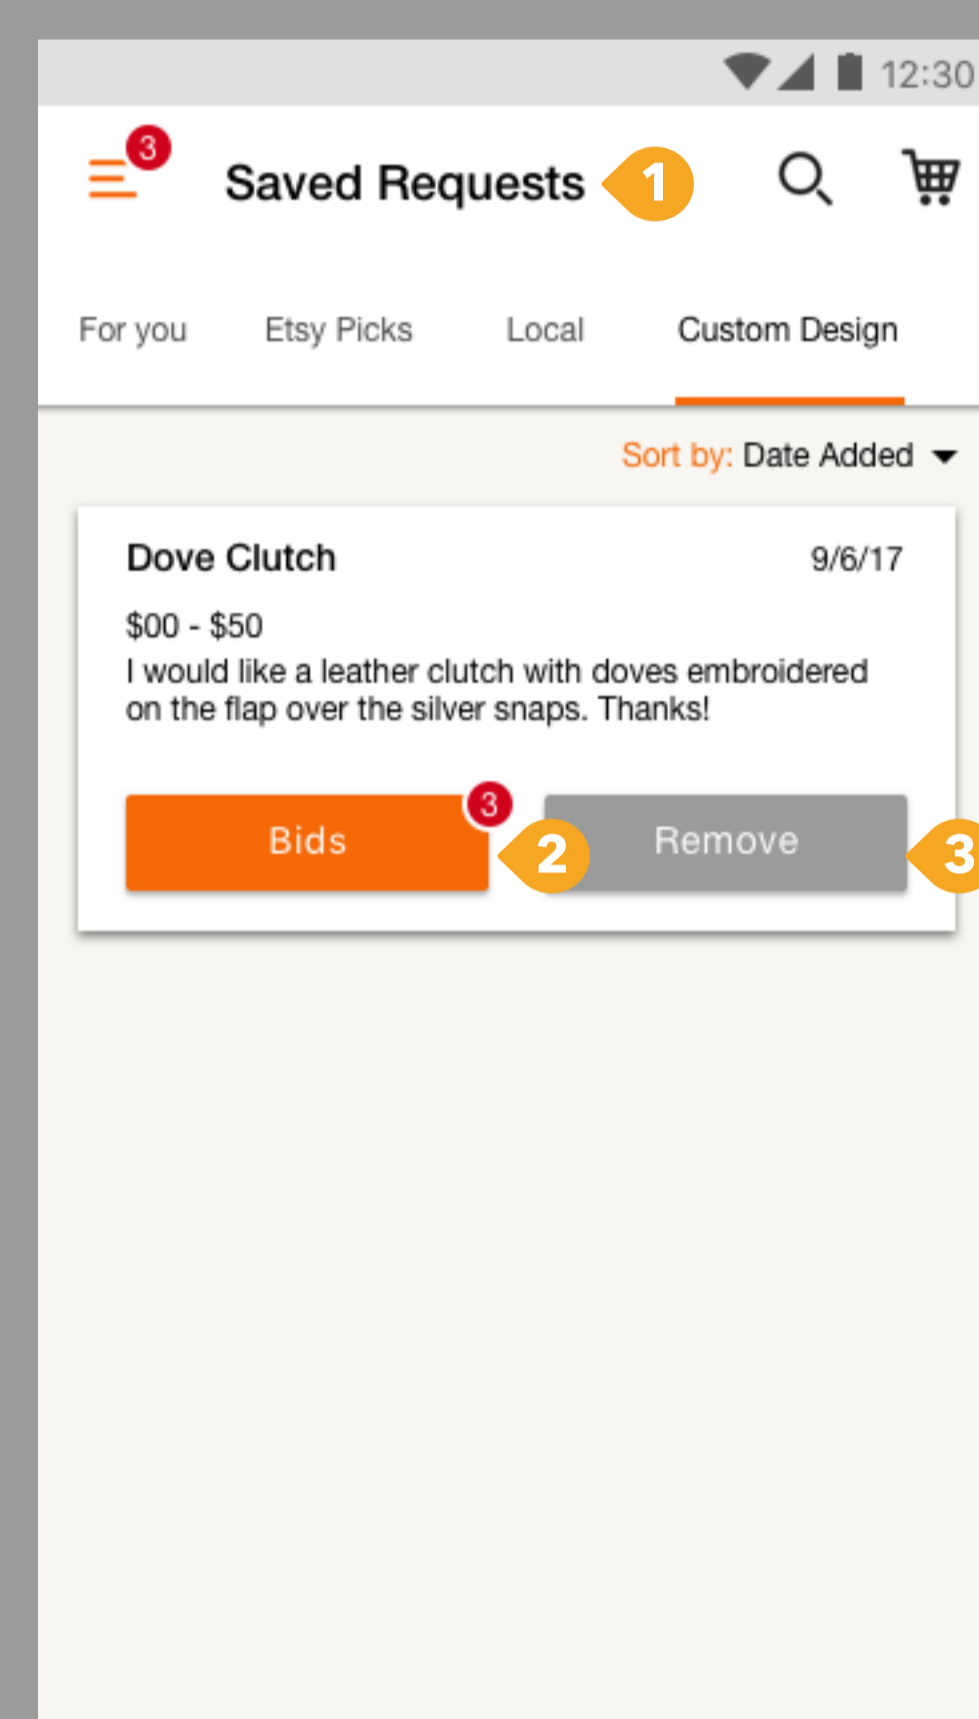 12:30
3
Saved Requests 1
For you Etsy Picks Local Custom Design
Sort by: Date Added
Dove Clutch 9/6/17
$00 - $50
I would like a leather clutch with doves embroidered
on the flap over the silver snaps. Thanks!
3
Bids 2 Remove 3